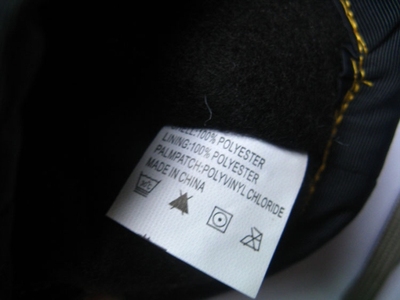 100% POLYESTER
LINING:100% POLYESTER
PALMPATCH:POLYVINYL CHLORIDE
MADE IN CHINA